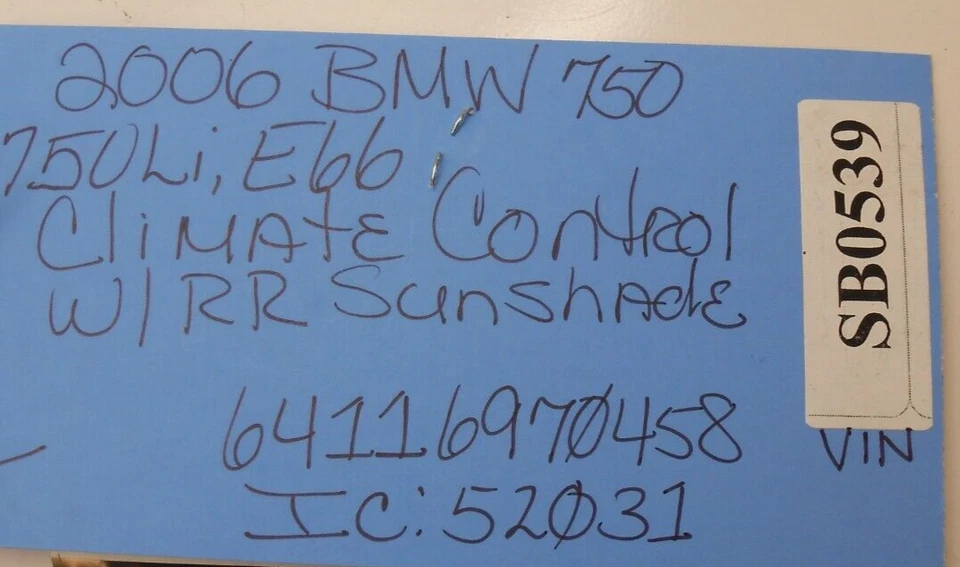 2006 BMW 750
750Li, E66
Climate Control
W/ RR Sunshade
64116970458
IC: 52031
SB0539
VIN